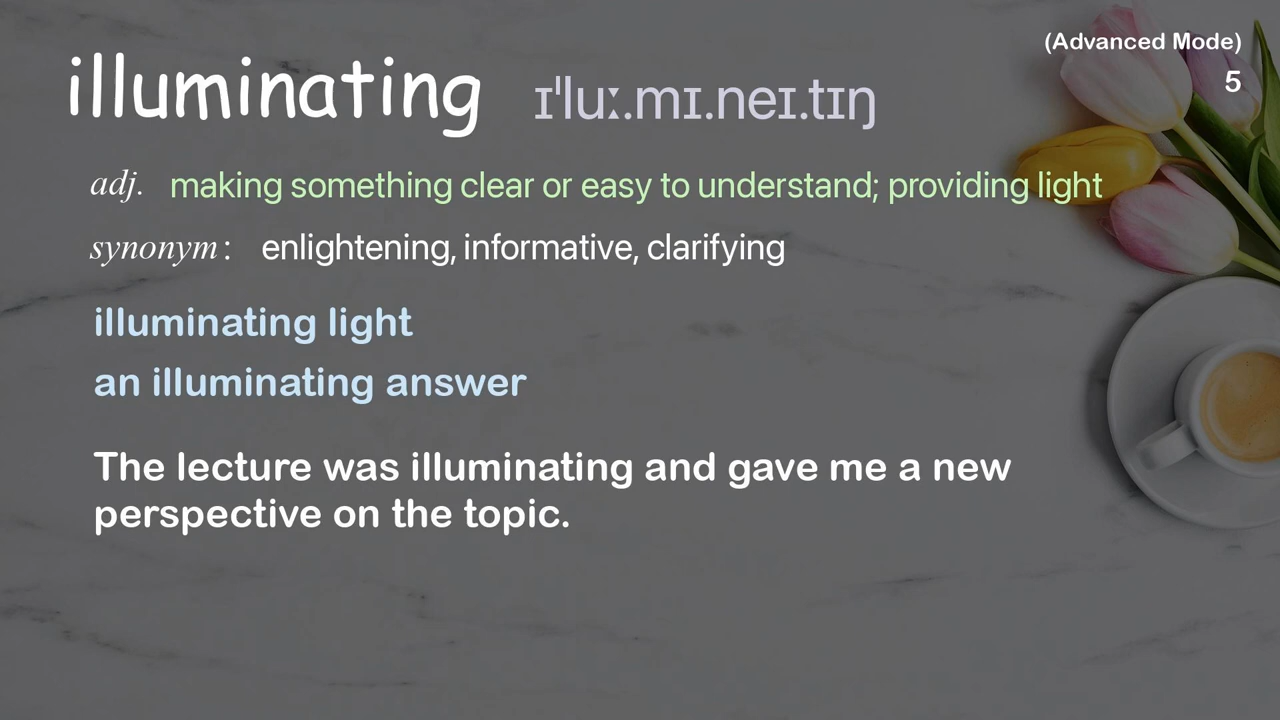 (Advanced Mode)
5
illuminating ɪˈluː.mɪ.neɪ.tɪŋ
adj. making something clear or easy to understand; providing light
synonym: enlightening, informative, clarifying
illuminating light
an illuminating answer
The lecture was illuminating and gave me a new
perspective on the topic.